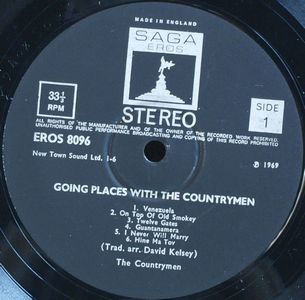 MADE IN ENGLAND
SAGA
EROS
33⅓
RPM
STEREO
SIDE
1
ALL RIGHTS OF THE MANUFACTURER AND OF THE OWNER OF THE RECORDED WORK RESERVED.
UNAUTHORISED PUBLIC PERFORMANCE BROADCASTING AND COPYING OF THIS RECORD PROHIBITED
EROS 8096
New Town Sound Ltd. 1-6
℗ 1969
GOING PLACES WITH THE COUNTRYMEN
1. Venezuela
2. On Top Of Old Smokey
3. Twelve Gates
4. Guantanamera
5. I Never Will Marry
6. Hine Ma Tov
(Trad. arr. David Kelsey)
The Countrymen